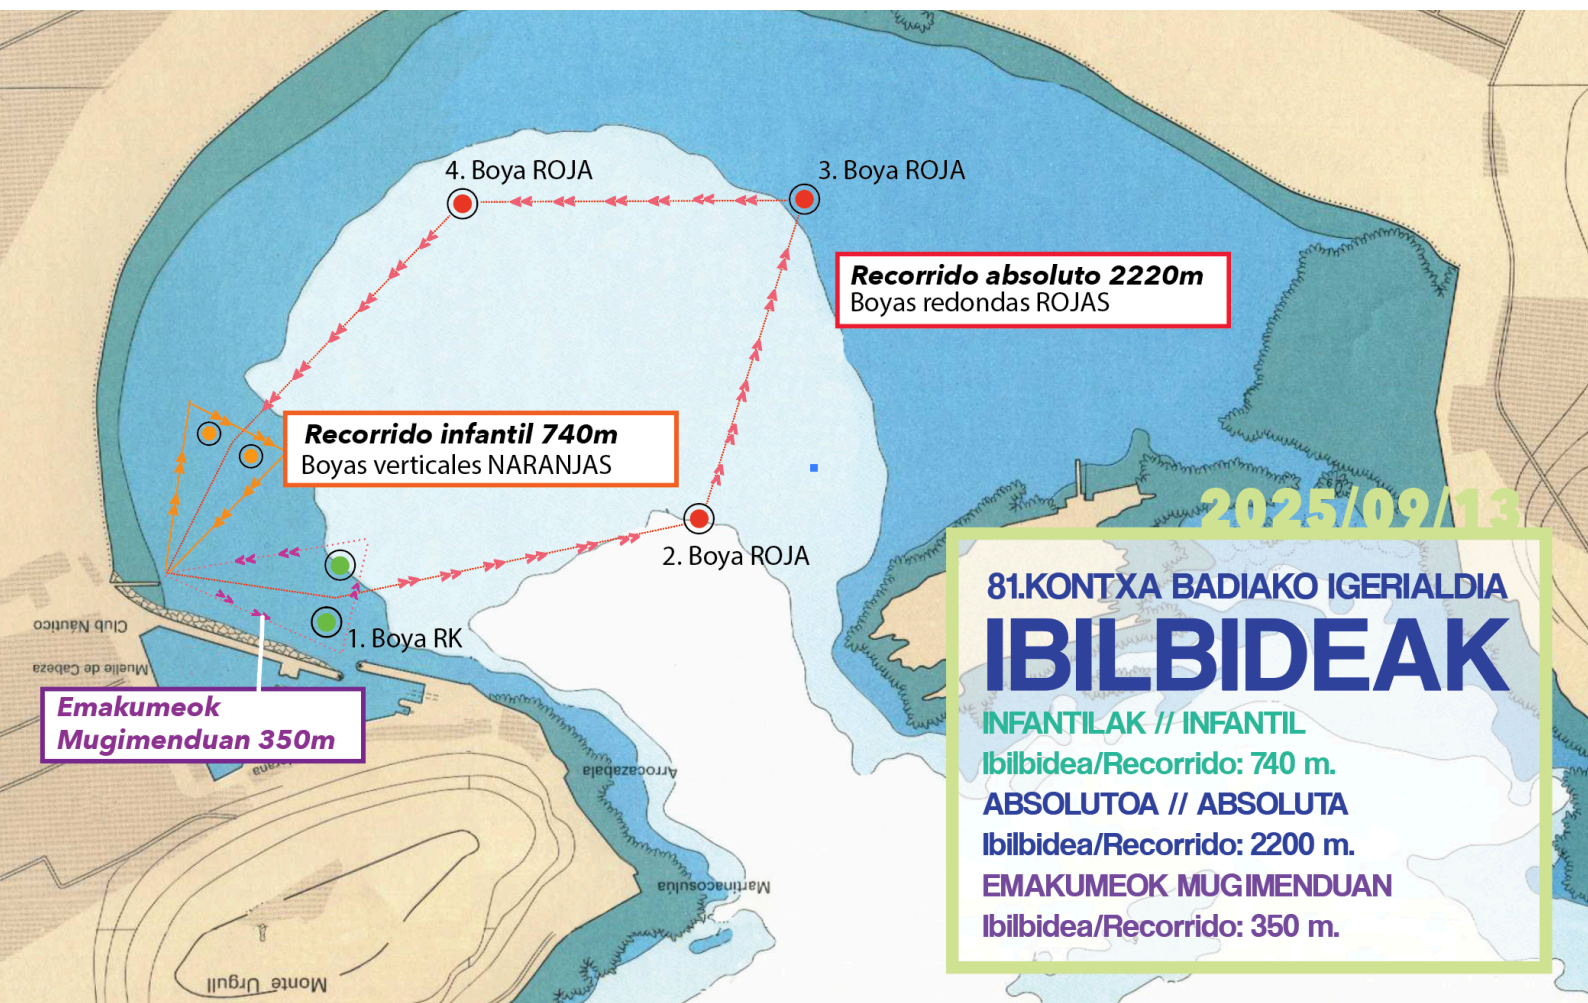 4. Boya ROJA
3. Boya ROJA
Recorrido absoluto 2220m
Boyas redondas ROJAS
Recorrido infantil 740m
Boyas verticales NARANJAS
2. Boya ROJA
1. Boya RK
Club Náutico
Muelle de Cabeza
Emakumeok
Mugimenduan 350m
Arrocazabala
Martinacosulúa
Monte Urgull
2025/09/13
81.KONTXA BADIAKO IGERIALDIA
IBILBIDEAK
INFANTILAK // INFANTIL
Ibilbidea/Recorrido: 740 m.
ABSOLUTOA // ABSOLUTA
Ibilbidea/Recorrido: 2200 m.
EMAKUMEOK MUGIMENDUAN
Ibilbidea/Recorrido: 350 m.